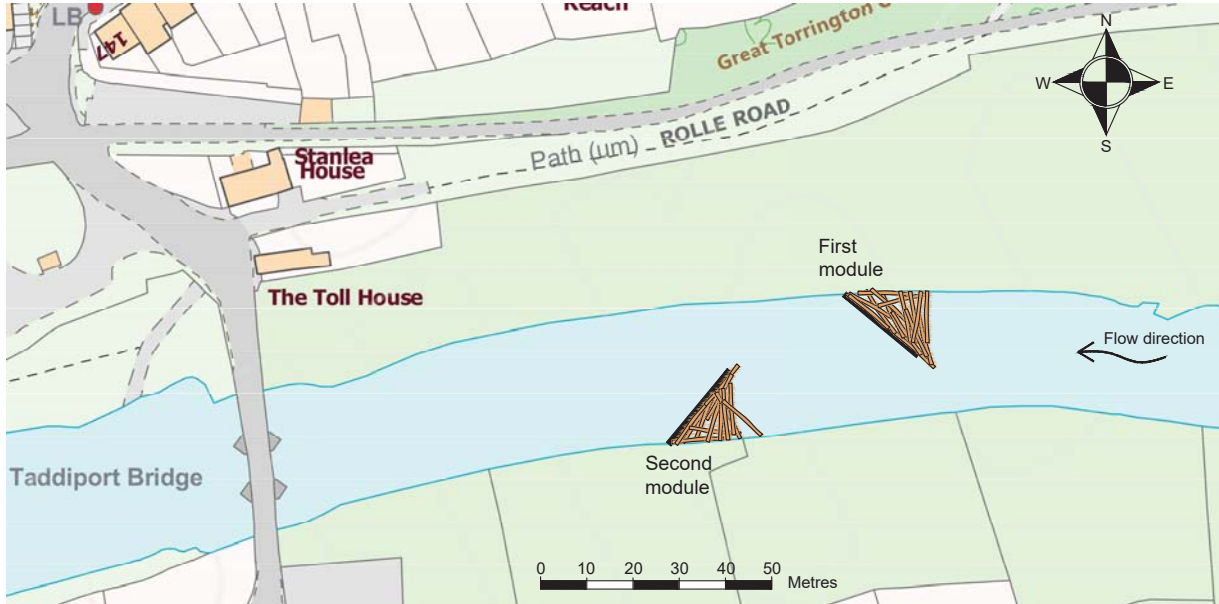 LB
147
Reach
Great Torrington C
N
W
E
S
Path (um)
ROLLE ROAD
Stanlea
House
The Toll House
First
module
Flow direction
Taddiport Bridge
Second
module
0 10 20 30 40 50
Metres